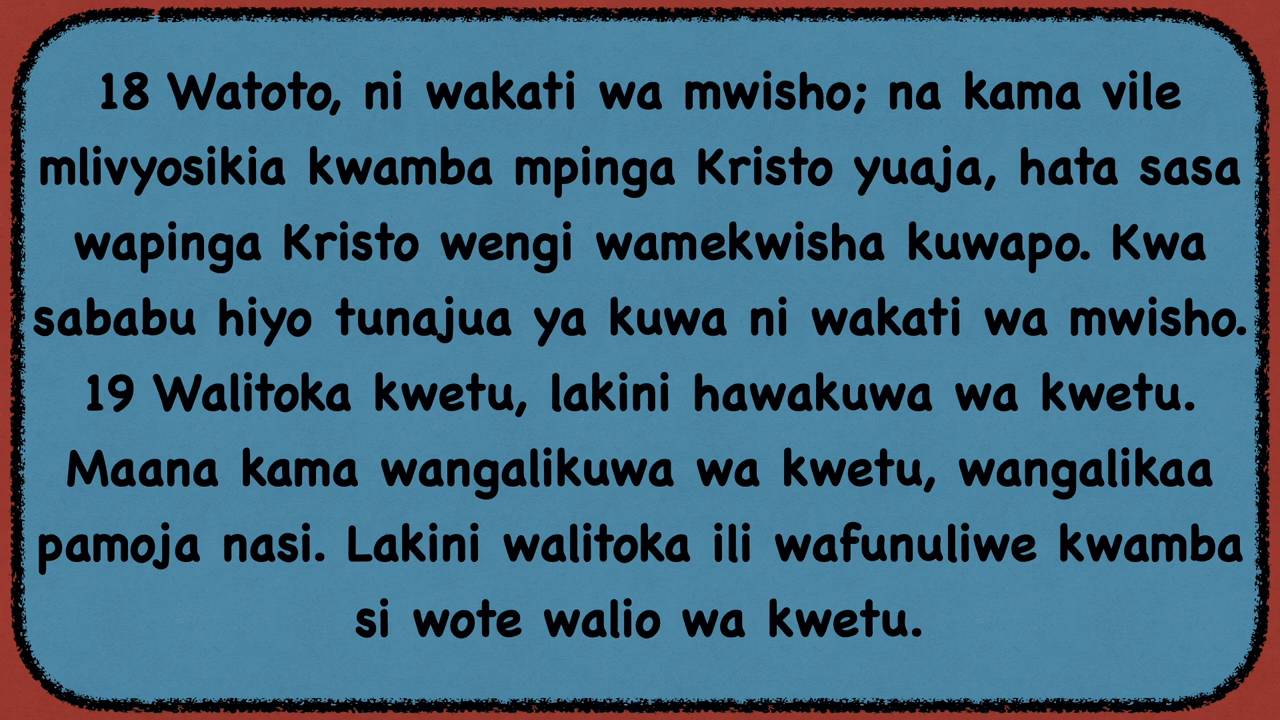 18 Watoto, ni wakati wa mwisho; na kama vile
mlivyosikia kwamba mpinga Kristo yuaja, hata sasa
wapinga Kristo wengi wamekwisha kuwapo. Kwa
sababu hiyo tunajua ya kuwa ni wakati wa mwisho.
19 Walitoka kwetu, lakini hawakuwa wa kwetu.
Maana kama wangalikuwa wa kwetu, wangalikaa
pamoja nasi. Lakini walitoka ili wafunuliwe kwamba
si wote walio wa kwetu.